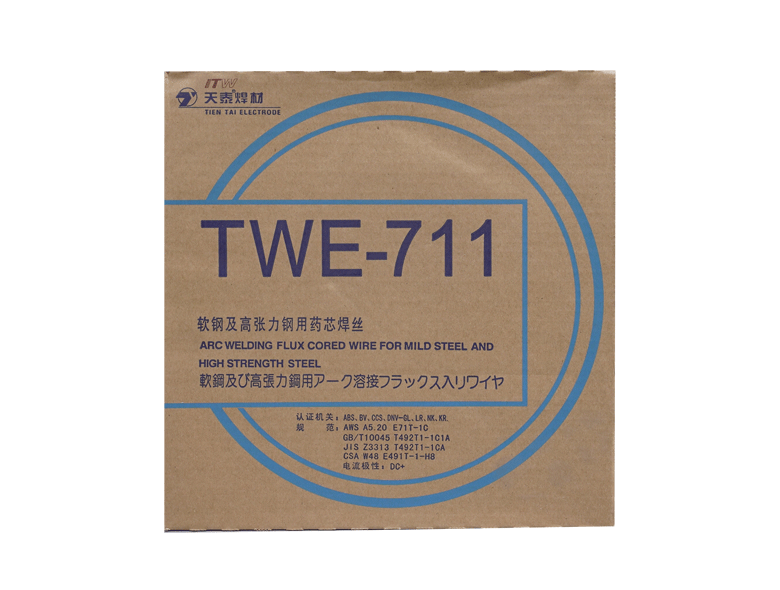 ITW
天泰®焊材
TIEN TAI ELECTRODE
TWE-711
软钢及高张力钢用药芯焊丝
ARC WELDING FLUX CORED WIRE FOR MILD STEEL AND
HIGH STRENGTH STEEL
軟鋼及び高張力鋼用アーク溶接フラックス入りワイヤ
认证机关：ABS.BV.CCS.DNV-GL.LR.NK.KR.
规 范：AWS A5.20 E71T-1C
GB/T10045 T492T1-1C1A
JIS Z3313 T492T1-1CA
CSA W48 E491T-1-H8
电流极性：DC+